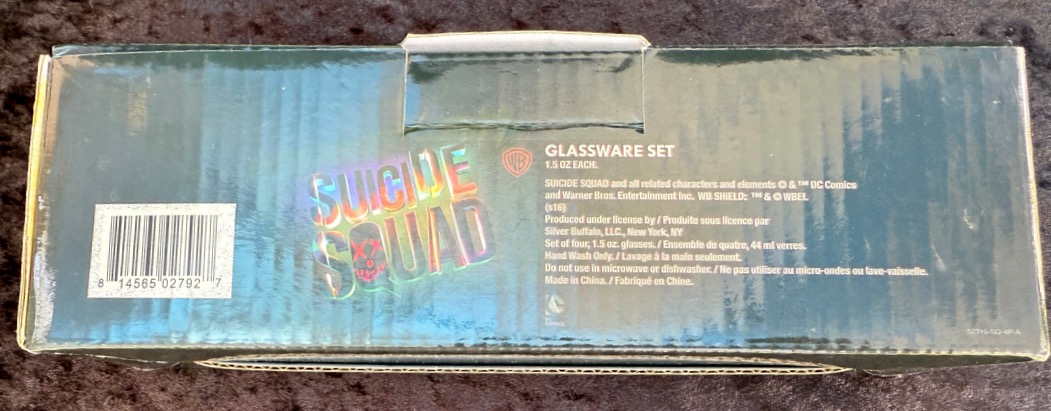 SUICIDE
SQUAD
WB
GLASSWARE SET
1.5 OZ EACH.
SUICIDE SQUAD and all related characters and elements © & ™ DC Comics
and Warner Bros. Entertainment Inc. WB SHIELD: ™ & © WBEI.
(s16)
Produced under license by / Produite sous licence par
Silver Buffalo, LLC., New York, NY
Set of four, 1.5 oz. glasses. / Ensemble de quatre, 44 ml verres.
Hand Wash Only. / Lavage à la main seulement.
Do not use in microwave or dishwasher. / Ne pas utiliser au micro-ondes ou lave-vaisselle.
Made in China. / Fabriqué en Chine.
8 14565 02792 7